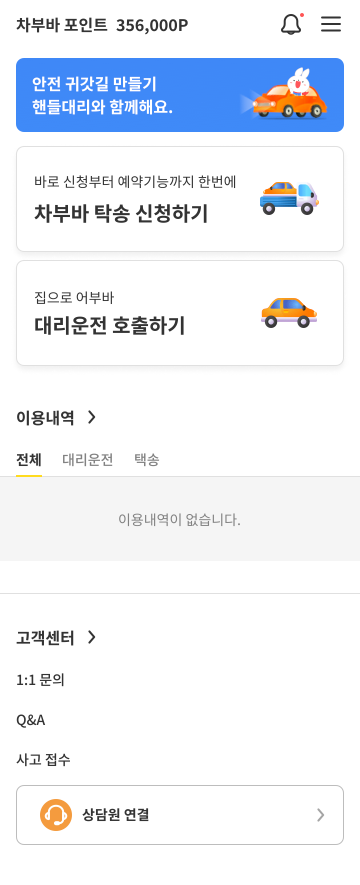 차부바 포인트 356,000P
안전 귀갓길 만들기
핸들대리와 함께해요.
바로 신청부터 예약기능까지 한번에
차부바 탁송 신청하기
집으로 어부바
대리운전 호출하기
이용내역
전체 대리운전 택송
이용내역이 없습니다.
고객센터
1:1 문의
Q&A
사고 접수
상담원 연결